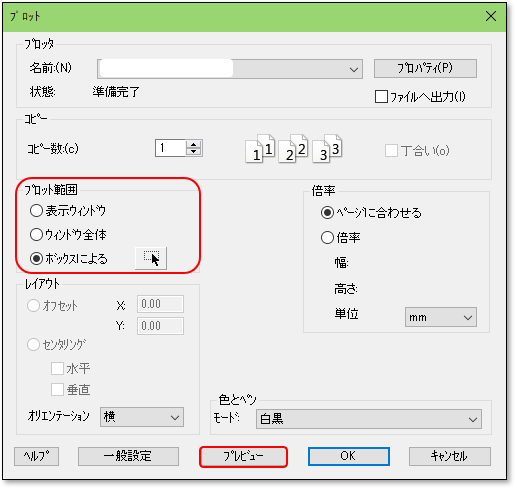 ﾌﾟﾛｯﾄ
ﾌﾟﾛｯﾀ
名前:(N)
ﾌﾟﾛﾊﾟﾃｨ(P)
状態: 準備完了
ﾌｧｲﾙへ出力(I)
ｺﾋﾟｰ
ｺﾋﾟｰ数:(c) 1
1 1 2 2 3 3
丁合い(o)
ﾌﾟﾛｯﾄ範囲
表示ｳｨﾝﾄﾞｳ
ｳｨﾝﾄﾞｳ全体
ﾎﾞｯｸｽによる
倍率
ﾍﾟｰｼﾞに合わせる
倍率
幅:
高さ:
単位 mm
ﾚｲｱｳﾄ
ｵﾌｾｯﾄ X: 0.00
Y: 0.00
ｾﾝﾀﾘﾝｸﾞ
水平
垂直
ｵﾘｴﾝﾃｰｼｮﾝ 横
色とﾍﾟﾝ
ﾓｰﾄﾞ: 白黒
ﾍﾙﾌﾟ 一般設定 ﾌﾟﾚﾋﾞｭｰ OK ｷｬﾝｾﾙ